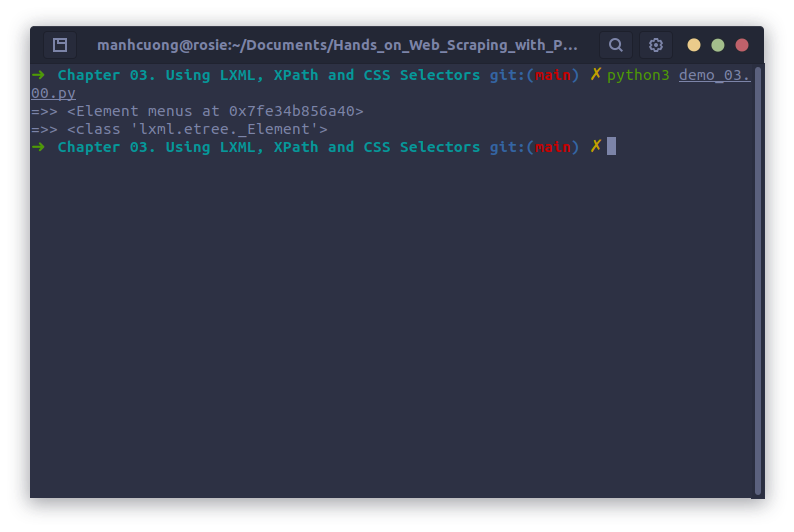 manhcuong@rosie:~/Documents/Hands_on_Web_Scraping_with_P...
➜ Chapter 03. Using LXML, XPath and CSS Selectors git:(main) ✗ python3 demo_03.
00.py
=>> <Element menus at 0x7fe34b856a40>
=>> <class 'lxml.etree._Element'>
➜ Chapter 03. Using LXML, XPath and CSS Selectors git:(main) ✗